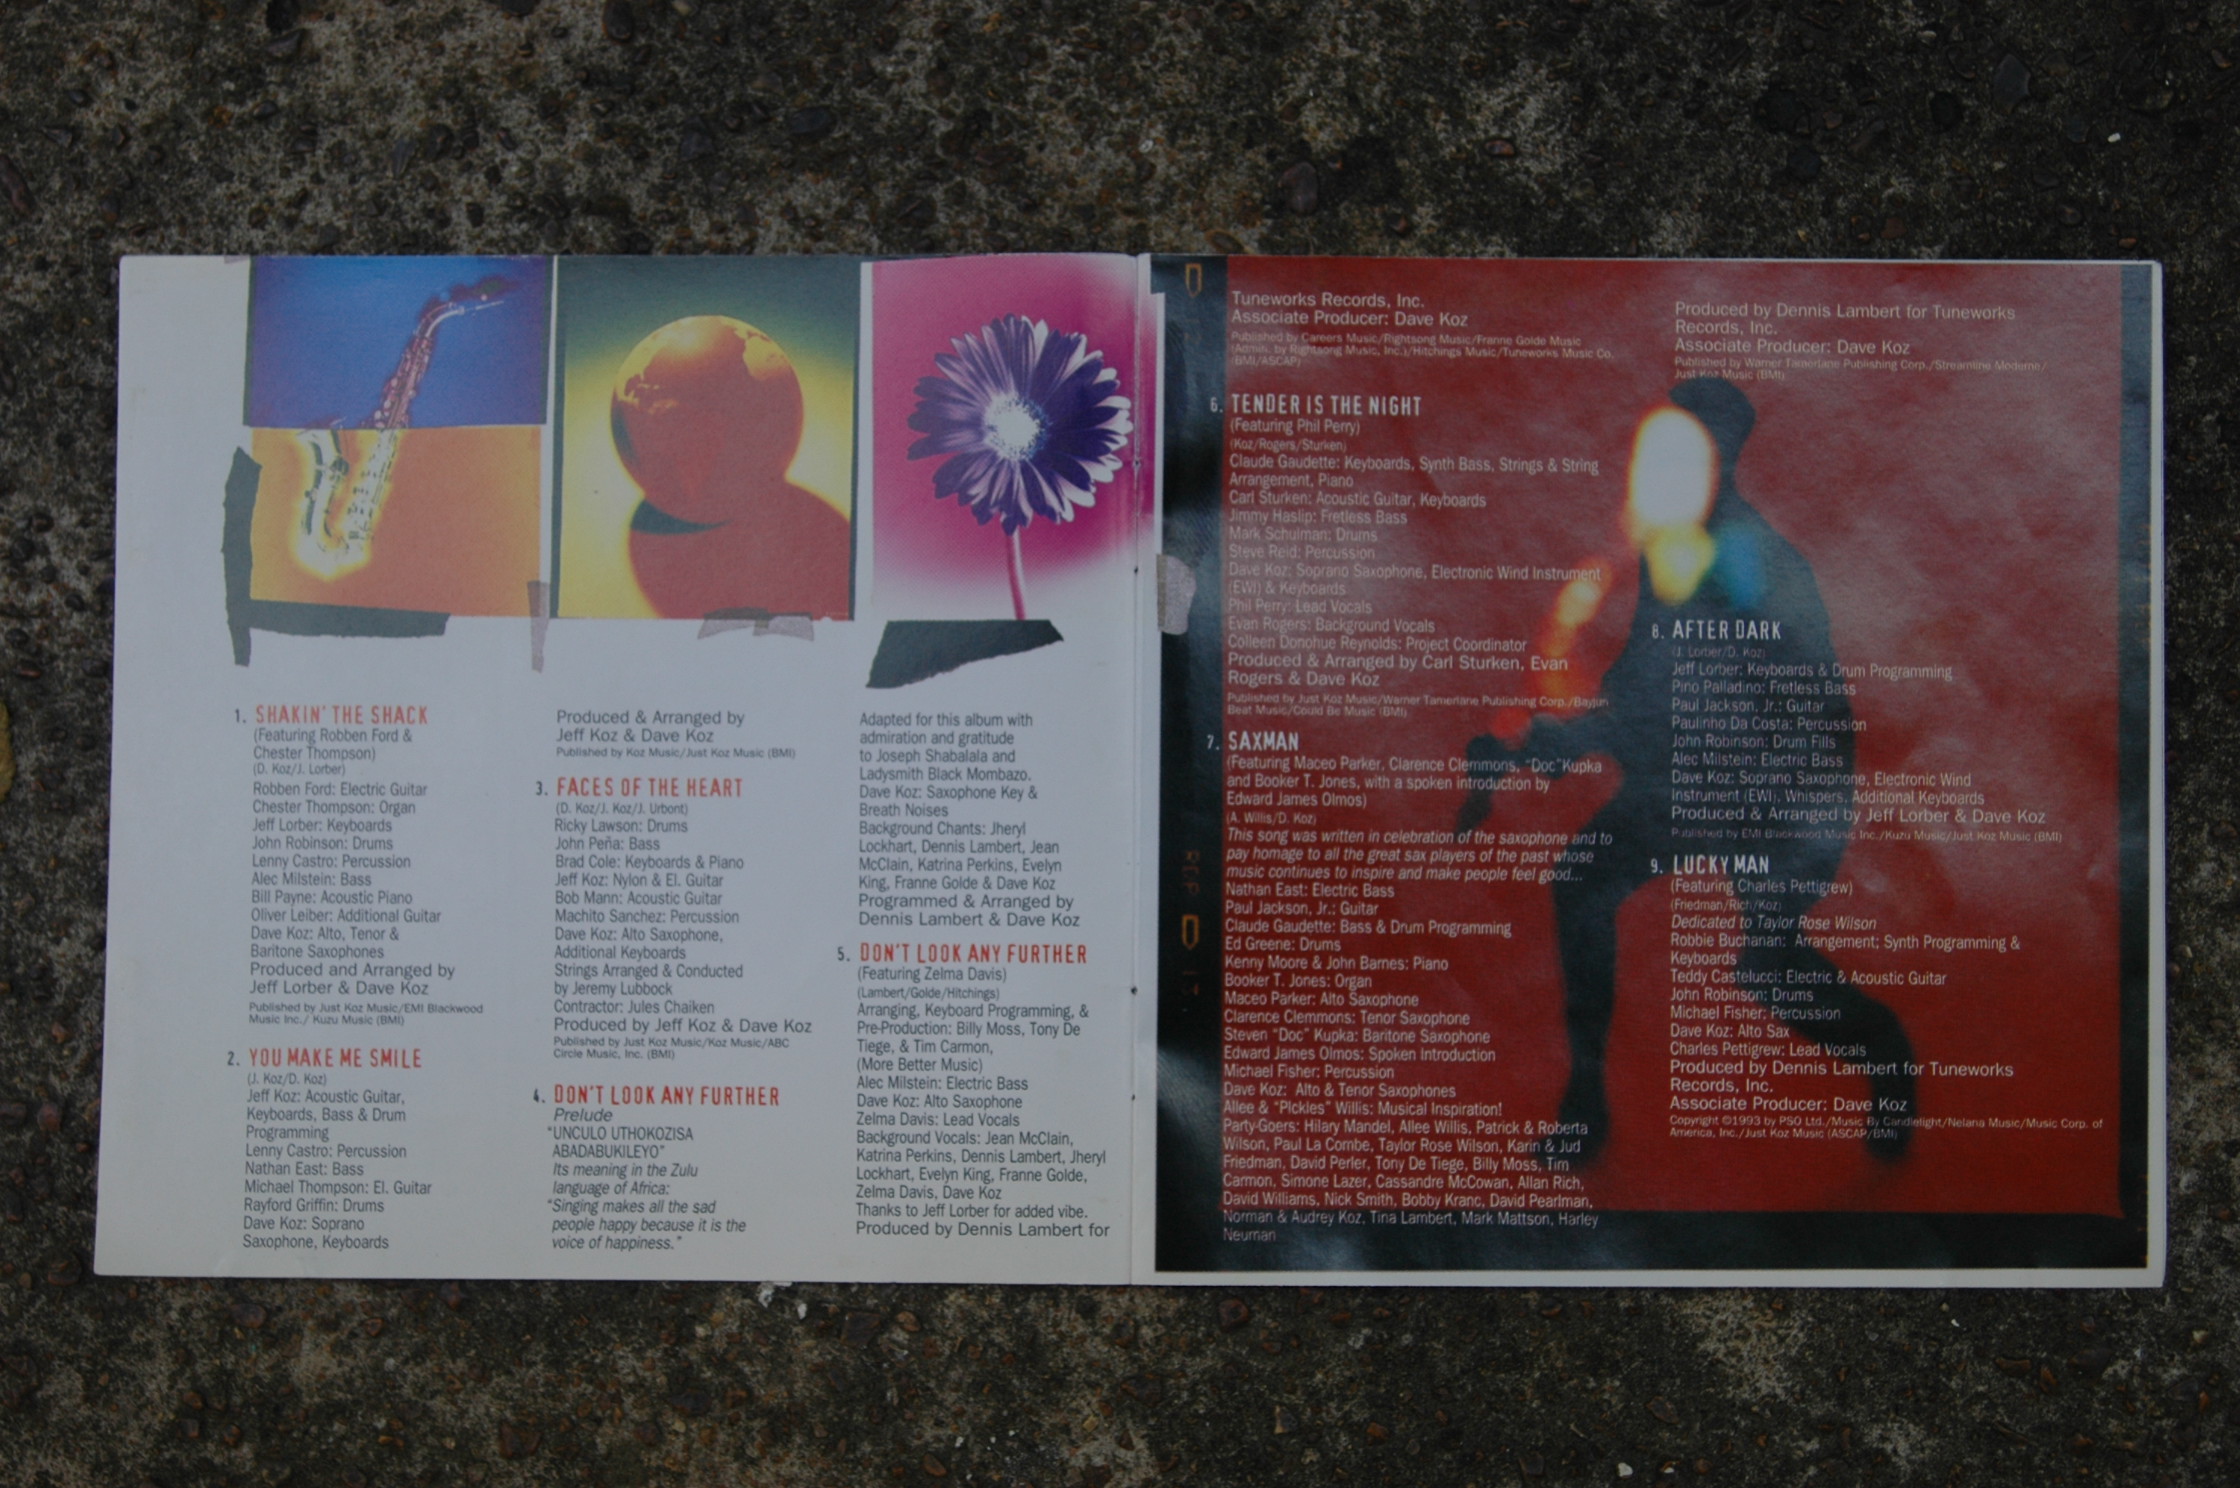 1. SHAKIN' THE SHACK
(Featuring Robben Ford &
Chester Thompson)
(D. Koz/J. Lorber)
Robben Ford: Electric Guitar
Chester Thompson: Organ
Jeff Lorber: Keyboards
John Robinson: Drums
Lenny Castro: Percussion
Alec Milstein: Bass
Bill Payne: Acoustic Piano
Oliver Leiber: Additional Guitar
Dave Koz: Alto, Tenor &
Baritone Saxophones
Produced and Arranged by
Jeff Lorber & Dave Koz
Published by Just Koz Music/EMI Blackwood
Music Inc./ Kuzu Music (BMI)
2. YOU MAKE ME SMILE
(J. Koz/D. Koz)
Jeff Koz: Acoustic Guitar,
Keyboards, Bass & Drum
Programming
Lenny Castro: Percussion
Nathan East: Bass
Michael Thompson: El. Guitar
Rayford Griffin: Drums
Dave Koz: Soprano
Saxophone, Keyboards
Produced & Arranged by
Jeff Koz & Dave Koz
Published by Koz Music/Just Koz Music (BMI)
3. FACES OF THE HEART
(D. Koz/J. Koz/J. Urbont)
Ricky Lawson: Drums
John Peña: Bass
Brad Cole: Keyboards & Piano
Jeff Koz: Nylon & El. Guitar
Bob Mann: Acoustic Guitar
Machito Sanchez: Percussion
Dave Koz: Alto Saxophone,
Additional Keyboards
Strings Arranged & Conducted
by Jeremy Lubbock
Contractor: Jules Chaiken
Produced by Jeff Koz & Dave Koz
Published by Just Koz Music/Koz Music/ABC
Circle Music, Inc. (BMI)
4. DON'T LOOK ANY FURTHER
Prelude
"UNCULO UTHOKOZISA
ABADABUKILEYO"
Its meaning in the Zulu
language of Africa:
"Singing makes all the sad
people happy because it is the
voice of happiness."
Adapted for this album with
admiration and gratitude
to Joseph Shabalala and
Ladysmith Black Mombazo.
Dave Koz: Saxophone Key &
Breath Noises
Background Chants: Jheryl
Lockhart, Dennis Lambert, Jean
McClain, Katrina Perkins, Evelyn
King, Franne Golde & Dave Koz
Programmed & Arranged by
Dennis Lambert & Dave Koz
5. DON'T LOOK ANY FURTHER
(Featuring Zelma Davis)
(Lambert/Golde/Hitchings)
Arranging, Keyboard Programming, &
Pre-Production: Billy Moss, Tony De
Tiege, & Tim Carmon,
(More Better Music)
Alec Milstein: Electric Bass
Dave Koz: Alto Saxophone
Zelma Davis: Lead Vocals
Background Vocals: Jean McClain,
Katrina Perkins, Dennis Lambert, Jheryl
Lockhart, Evelyn King, Franne Golde,
Zelma Davis, Dave Koz
Thanks to Jeff Lorber for added vibe.
Produced by Dennis Lambert for
Tuneworks Records, Inc.
Associate Producer: Dave Koz
Published by Careers Music/Rightsong Music/Franne Golde Music
(Admin. by Rightsong Music, Inc.)/Hitchings Music/Tuneworks Music Co.
(BMI/ASCAP)
6. TENDER IS THE NIGHT
(Featuring Phil Perry)
(Koz/Rogers/Sturken)
Claude Gaudette: Keyboards, Synth Bass, Strings & String
Arrangement, Piano
Carl Sturken: Acoustic Guitar, Keyboards
Jimmy Haslip: Fretless Bass
Mark Schulman: Drums
Steve Reid: Percussion
Dave Koz: Soprano Saxophone, Electronic Wind Instrument
(EWI) & Keyboards
Phil Perry: Lead Vocals
Evan Rogers: Background Vocals
Colleen Donahue Reynolds: Project Coordinator
Produced & Arranged by Carl Sturken, Evan
Rogers & Dave Koz
Published by Just Koz Music/Warner Tamerlane Publishing Corp./Bayjun
Beat Music/Could Be Music (BMI)
7. SAXMAN
(Featuring Maceo Parker, Clarence Clemmons, "Doc" Kupka
and Booker T. Jones, with a spoken introduction by
Edward James Olmos)
(A. Willis/D. Koz)
This song was written in celebration of the saxophone and to
pay homage to all the great sax players of the past whose
music continues to inspire and make people feel good...
Nathan East: Electric Bass
Paul Jackson, Jr.: Guitar
Claude Gaudette: Bass & Drum Programming
Ed Greene: Drums
Kenny Moore & John Barnes: Piano
Booker T. Jones: Organ
Maceo Parker: Alto Saxophone
Clarence Clemmons: Tenor Saxophone
Steven "Doc" Kupka: Baritone Saxophone
Edward James Olmos: Spoken Introduction
Michael Fisher: Percussion
Dave Koz: Alto & Tenor Saxophones
Allee & "Pickles" Willis: Musical Inspiration!
Party Goers: Hillary Mandel, Allee Willis, Patrick & Roberta
Wilson, Paul La Combe, Taylor Rose Wilson, Karin & Jud
Friedman, David Perler, Tony De Tiege, Billy Moss, Tim
Carmon, Simone Lazer, Cassandre McCowan, Allan Rich,
David Williams, Nick Smith, Bobby Kranc, David Pearlman,
Norman & Audrey Koz, Tina Lambert, Mark Mattson, Harley
Neuman
Produced by Dennis Lambert for Tuneworks
Records, Inc.
Associate Producer: Dave Koz
Published by Warner Tamerlane Publishing Corp./Streamline Moderne/
Just Koz Music (BMI)
8. AFTER DARK
(J. Lorber/D. Koz)
Jeff Lorber: Keyboards & Drum Programming
Pino Palladino: Fretless Bass
Paul Jackson, Jr.: Guitar
Paulinho Da Costa: Percussion
John Robinson: Drum Fills
Alec Milstein: Electric Bass
Dave Koz: Soprano Saxophone, Electronic Wind
Instrument (EWI), Whispers, Additional Keyboards
Produced & Arranged by Jeff Lorber & Dave Koz
Published by EMI Blackwood Music Inc./Kuzu Music/Just Koz Music (BMI)
9. LUCKY MAN
(Featuring Charles Pettigrew)
(Friedman/Rich/Koz)
Dedicated to Taylor Rose Wilson
Robbie Buchanan: Arrangement, Synth Programming &
Keyboards
Teddy Castelucci: Electric & Acoustic Guitar
John Robinson: Drums
Michael Fisher: Percussion
Dave Koz: Alto Sax
Charles Pettigrew: Lead Vocals
Produced by Dennis Lambert for Tuneworks
Records, Inc.
Associate Producer: Dave Koz
Copyright ©1993 by PSO Ltd./Music By Candlelight/Nelana Music/Music Corp. of
America, Inc./Just Koz Music (ASCAP/BMI)
RDP